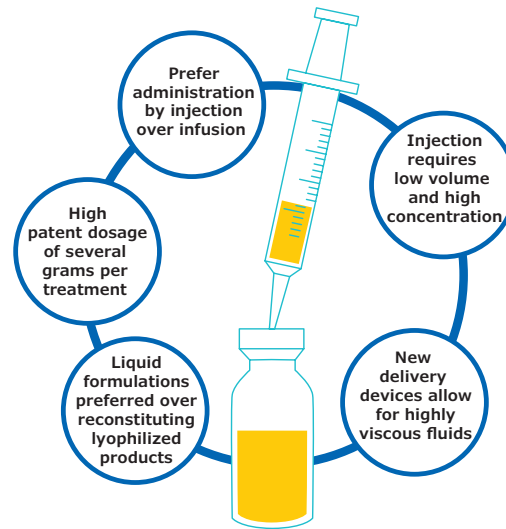 Prefer
administration
by injection
over infusion
Injection
requires
low volume
and high
concentration
High
patent dosage
of several
grams per
treatment
Liquid
formulations
preferred over
reconstituting
lyophilized
products
New
delivery
devices allow
for highly
viscous fluids